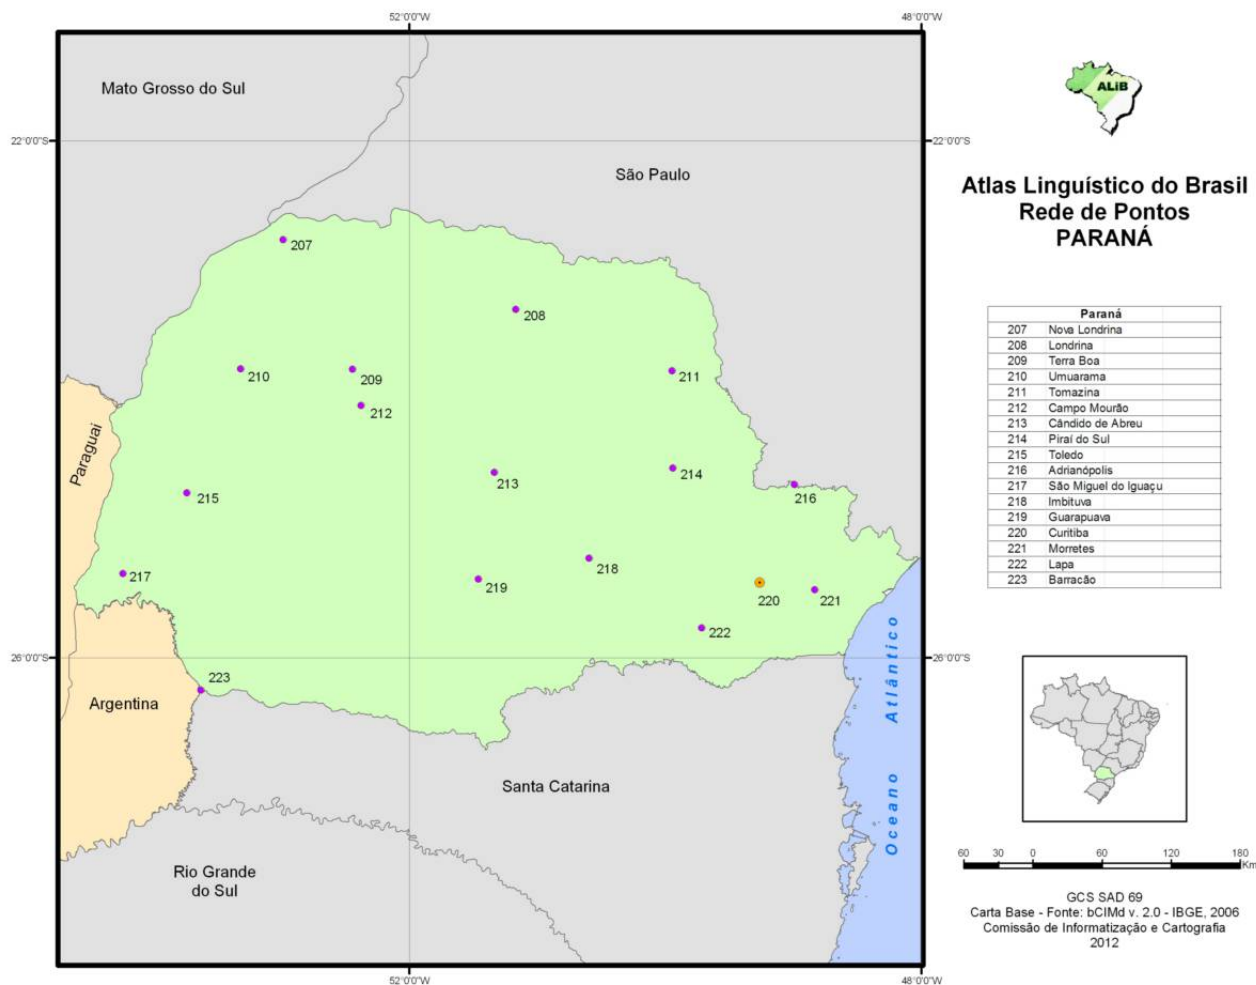 52°0'0"W
48°0'0"W
Mato Grosso do Sul
22°0'0"S
22°0'0"S
São Paulo
207
208
210
209
211
212
Paraguai
213
214
215
216
217
218
219
220
221
222
26°0'0"S
26°0'0"S
223
Argentina
Santa Catarina
Rio Grande
do Sul
Oceano Atlântico
52°0'0"W
48°0'0"W
ALiB
Atlas Linguístico do Brasil
Rede de Pontos
PARANÁ
Paraná
207 Nova Londrina
208 Londrina
209 Terra Boa
210 Umuarama
211 Tomazina
212 Campo Mourão
213 Cândido de Abreu
214 Piraí do Sul
215 Toledo
216 Adrianópolis
217 São Miguel do Iguaçu
218 Imbituva
219 Guarapuava
220 Curitiba
221 Morretes
222 Lapa
223 Barracão
60 30 0 60 120 180
Km
GCS SAD 69
Carta Base - Fonte: bCIMd v. 2.0 - IBGE, 2006
Comissão de Informatização e Cartografia
2012